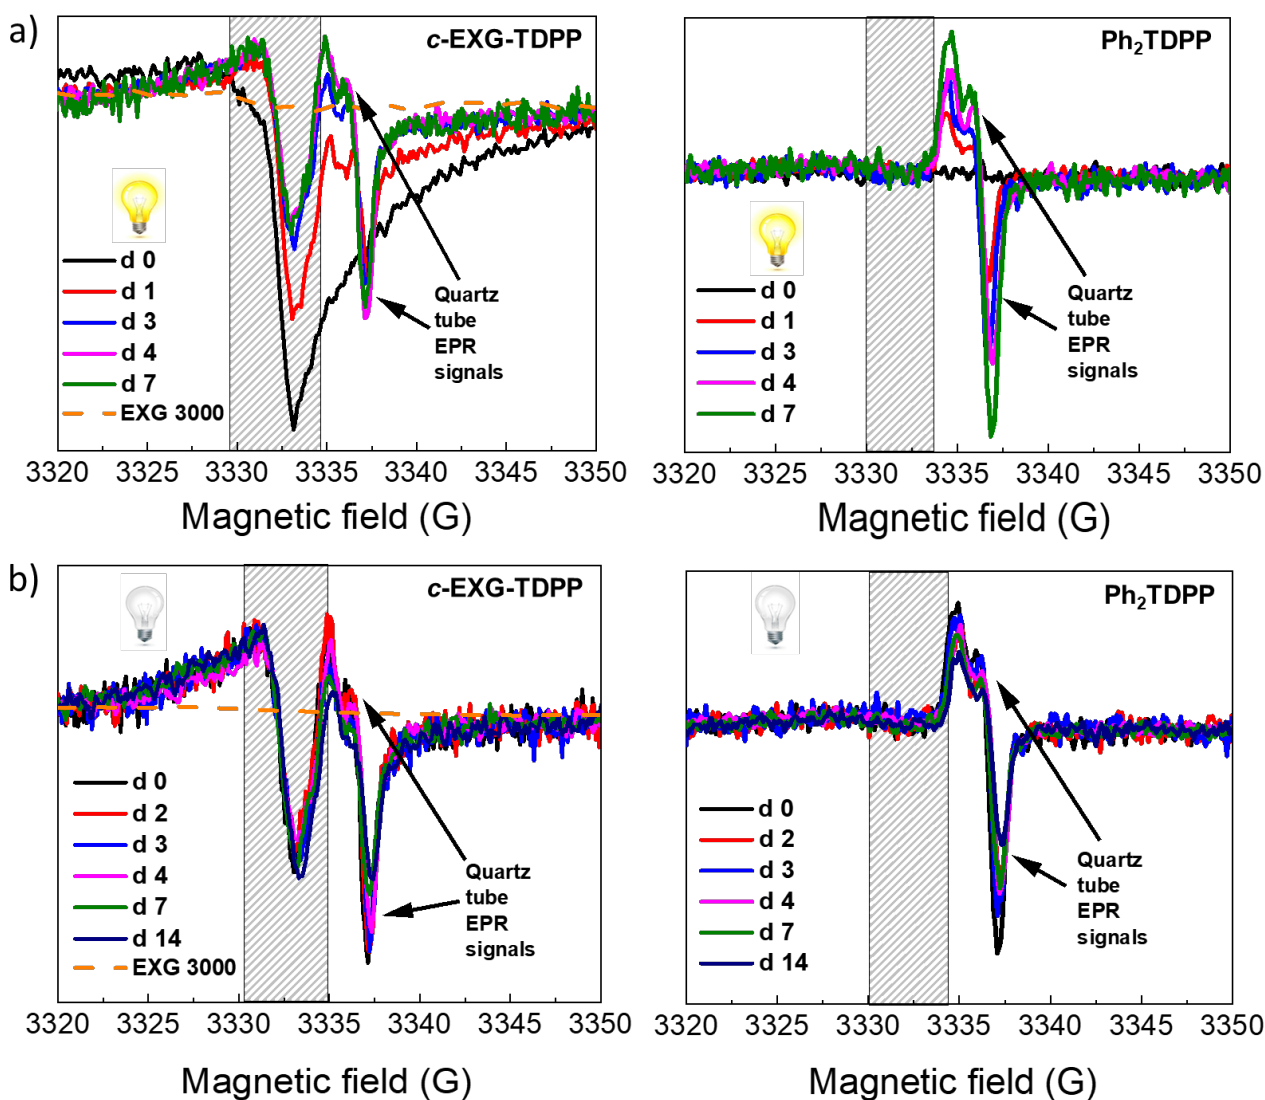 a)
c-EXG-TDPP
d 0
d 1
d 3
d 4
d 7
EXG 3000
Quartz
tube
EPR
signals
3320 3325 3330 3335 3340 3345 3350
Magnetic field (G)
Ph₂TDPP
d 0
d 1
d 3
d 4
d 7
Quartz
tube
EPR
signals
3320 3325 3330 3335 3340 3345 3350
Magnetic field (G)
b)
c-EXG-TDPP
d 0
d 2
d 3
d 4
d 7
d 14
EXG 3000
Quartz
tube
EPR
signals
3320 3325 3330 3335 3340 3345 3350
Magnetic field (G)
Ph₂TDPP
d 0
d 2
d 3
d 4
d 7
d 14
Quartz
tube
EPR
signals
3320 3325 3330 3335 3340 3345 3350
Magnetic field (G)